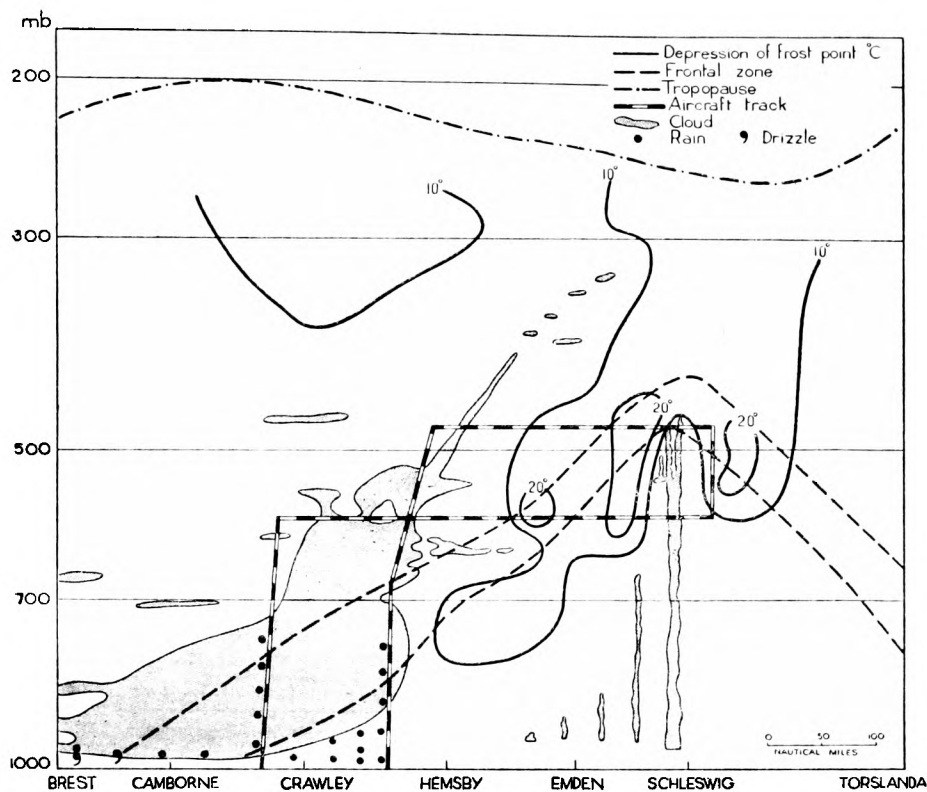 mb
200
300
500
700
1000
Depression of frost point °C
Frontal zone
Tropopause
Aircraft track
Cloud
Rain Drizzle
10°
10°
10°
20°
20°
20°
0 50 100
NAUTICAL MILES
BREST CAMBORNE CRAWLEY HEMSBY EMDEN SCHLESWIG TORSLANDA